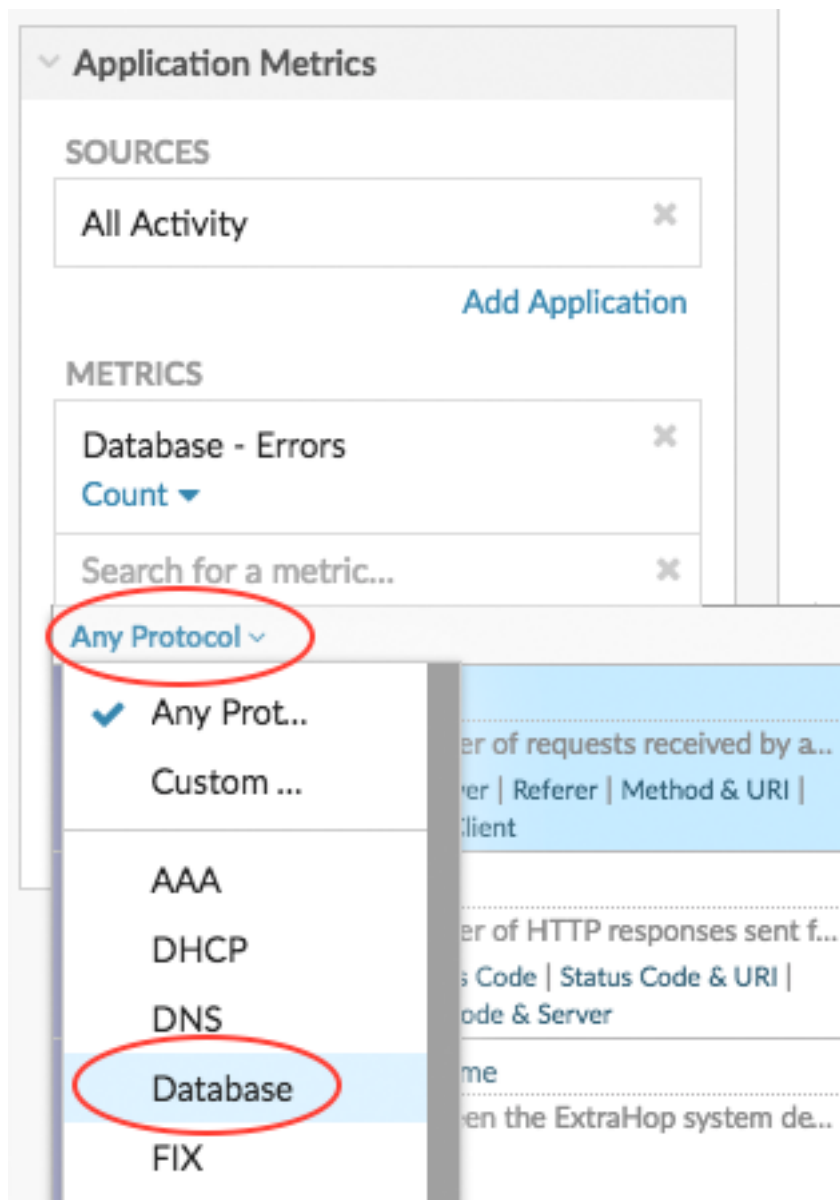 Application Metrics
SOURCES
All Activity
Add Application
METRICS
Database - Errors
Count
Search for a metric...
Any Protocol
Any Prot...
Custom ...
AAA
DHCP
DNS
Database
FIX
er of requests received by a...
er | Referer | Method & URI |
Client
er of HTTP responses sent f...
s Code | Status Code & URI |
ode & Server
me
en the ExtraHop system de...